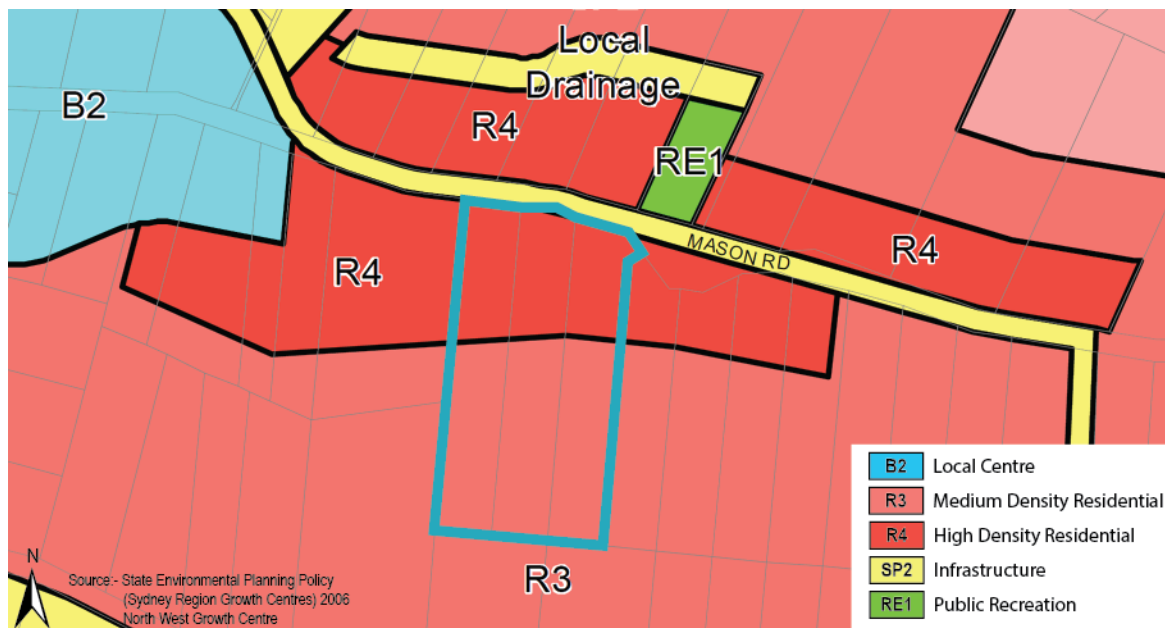 Local
Drainage
B2
R4
RE1
MASON RD
R4
R4
R3
B2 Local Centre
R3 Medium Density Residential
R4 High Density Residential
SP2 Infrastructure
RE1 Public Recreation
N
Source:- State Environmental Planning Policy
(Sydney Region Growth Centres) 2006
North West Growth Centre